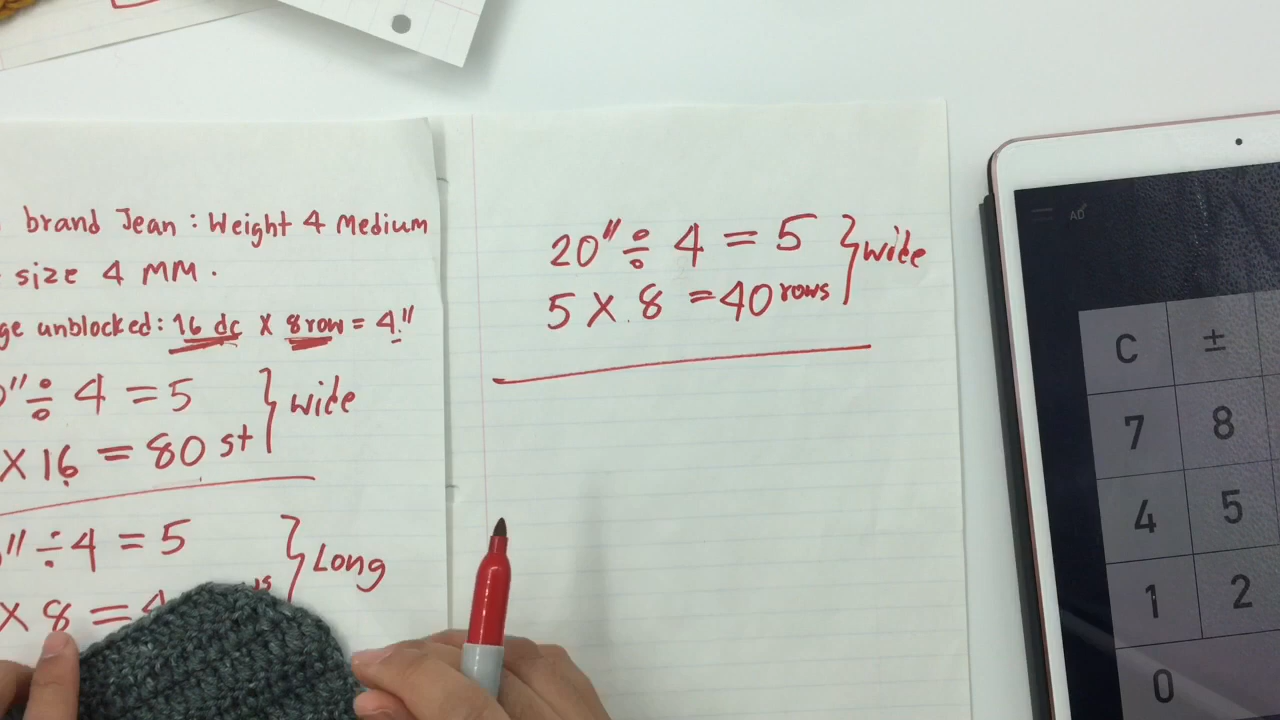 brand Jean : Weight 4 Medium
size 4 MM.
unblocked: 16 dc X 8 row = 4."
÷ 4 = 5
X 16 = 80 st
wide
" ÷ 4 = 5
X 8 =
Long
20" ÷ 4 = 5
5 X 8 = 40 rows
wide
AD
C ±
7 8
4 5
1 2
0